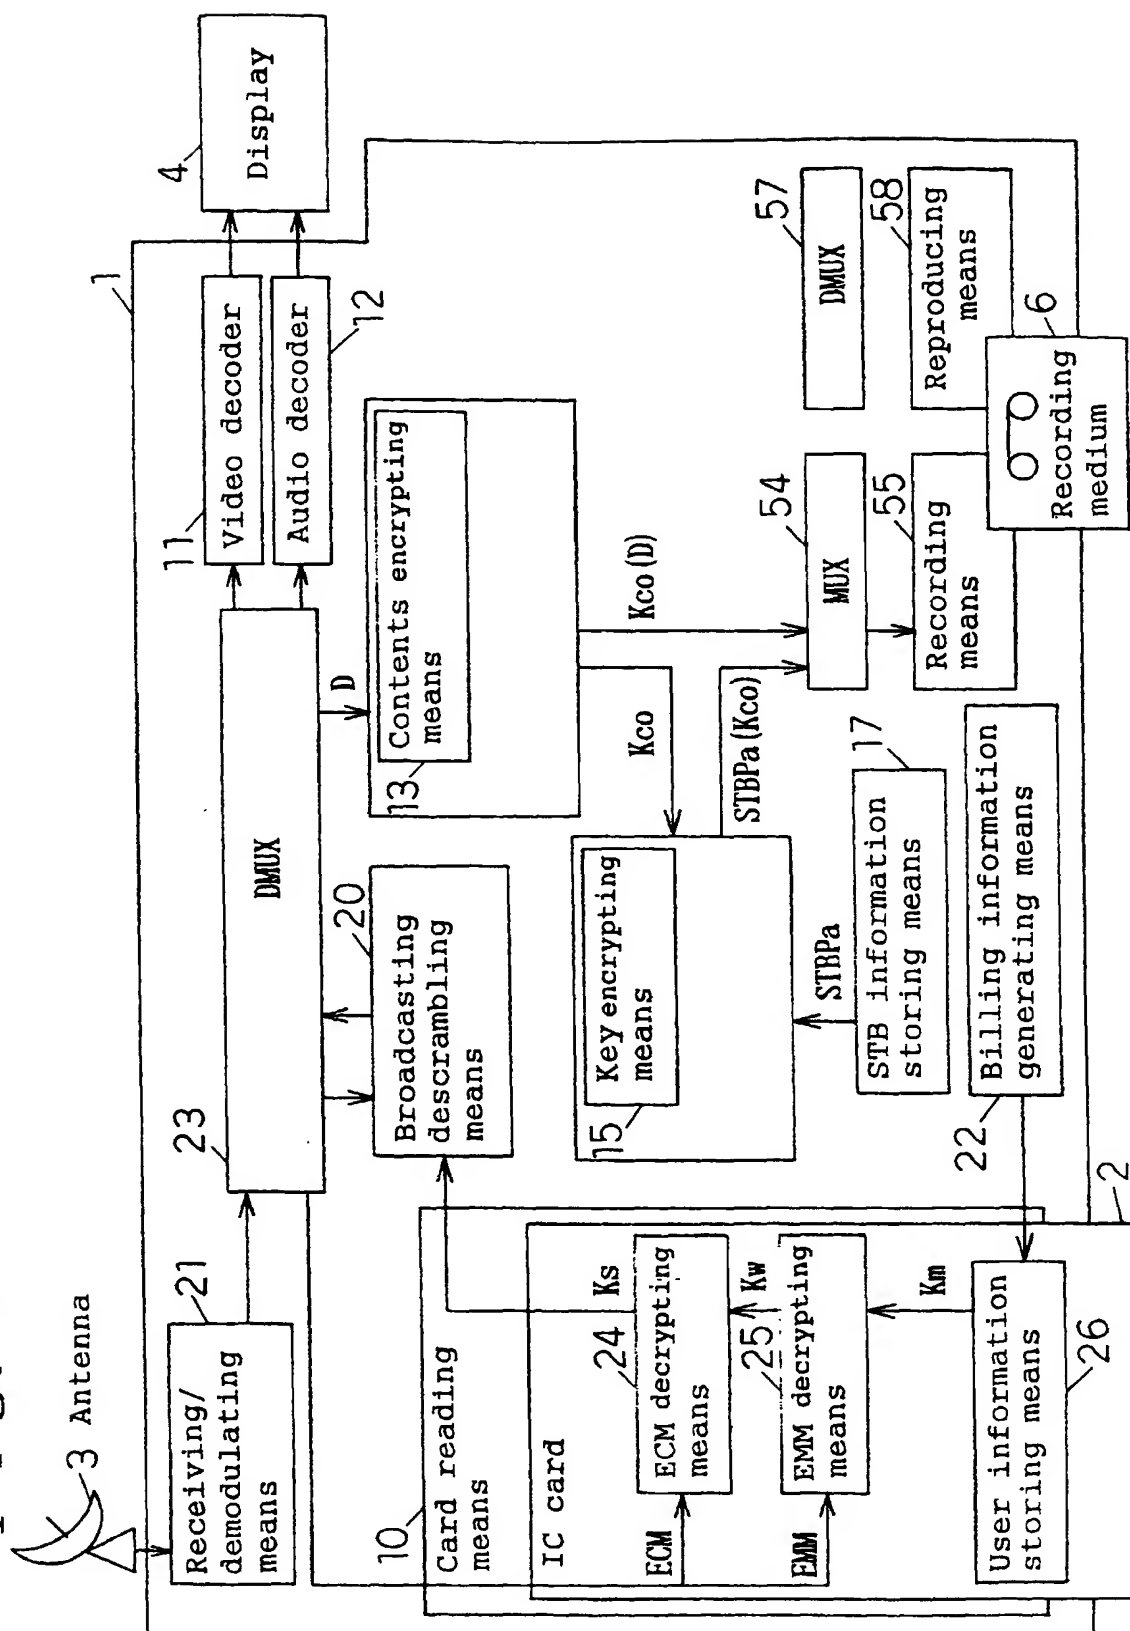 3 Antenna
Receiving/
demodulating
means
21
23
DMUX
1
11
Video decoder
Audio decoder
12
4
Display
20
Broadcasting
descrambling
means
D
13
Contents encrypting
means
10
Card reading
means
IC card
ECM
EMM
Ks
24
ECM decrypting
means
Kw
25
EMM decrypting
means
Km
User information
storing means
26
2
15
Key encrypting
means
Kco
Kco(D)
STBPa(Kco)
STBPa
17
STB information
storing means
22
Billing information
generating means
54
MUX
55
Recording
means
57
DMUX
58
Reproducing
means
6
Recording
medium